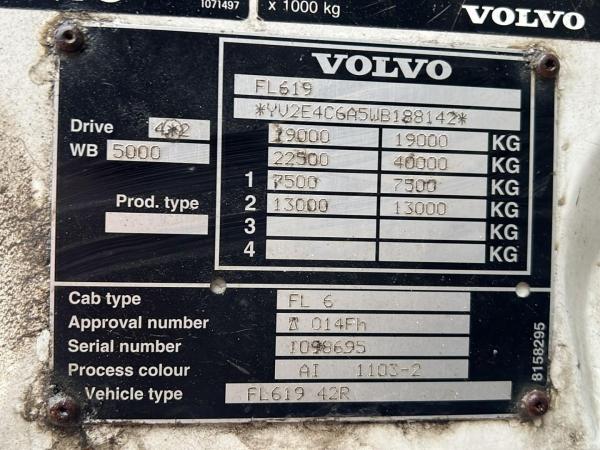 1071497
x 1000 kg
VOLVO
VOLVO
FL619
*YV2E4C6A5WB188142*
Drive 4*2 19000 19000 KG
WB 5000 22500 40000 KG
1 7500 7500 KG
Prod. type 2 13000 13000 KG
3 KG
4 KG
Cab type FL 6
Approval number 014Fh
Serial number 1098695
Process colour AI 1103-2
Vehicle type FL619 42R
8158295